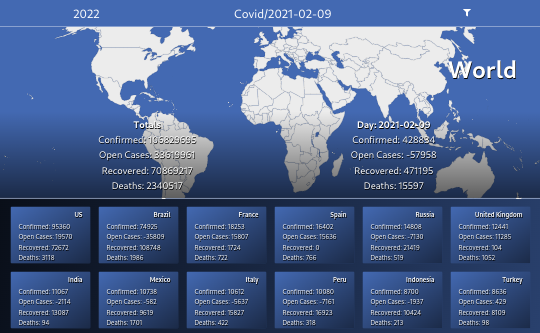 2022
Covid/2021-02-09
World
Totals
Confirmed: 106829695
Open Cases: 33619961
Recovered: 70869217
Deaths: 2340517
Day: 2021-02-09
Confirmed: 428834
Open Cases: -57958
Recovered: 471195
Deaths: 15597
US
Confirmed: 95360
Open Cases: 19570
Recovered: 72672
Deaths: 3118
Brazil
Confirmed: 74925
Open Cases: -35809
Recovered: 108748
Deaths: 1986
France
Confirmed: 18253
Open Cases: 15807
Recovered: 1724
Deaths: 722
Spain
Confirmed: 16402
Open Cases: 15636
Recovered: 0
Deaths: 766
Russia
Confirmed: 14808
Open Cases: -7130
Recovered: 21419
Deaths: 519
United Kingdom
Confirmed: 12441
Open Cases: 11285
Recovered: 104
Deaths: 1052
India
Confirmed: 11067
Open Cases: -2114
Recovered: 13087
Deaths: 94
Mexico
Confirmed: 10738
Open Cases: -582
Recovered: 9619
Deaths: 1701
Italy
Confirmed: 10612
Open Cases: -5637
Recovered: 15827
Deaths: 422
Peru
Confirmed: 10080
Open Cases: -7161
Recovered: 16923
Deaths: 318
Indonesia
Confirmed: 8700
Open Cases: -1937
Recovered: 10424
Deaths: 213
Turkey
Confirmed: 8636
Open Cases: 429
Recovered: 8109
Deaths: 98